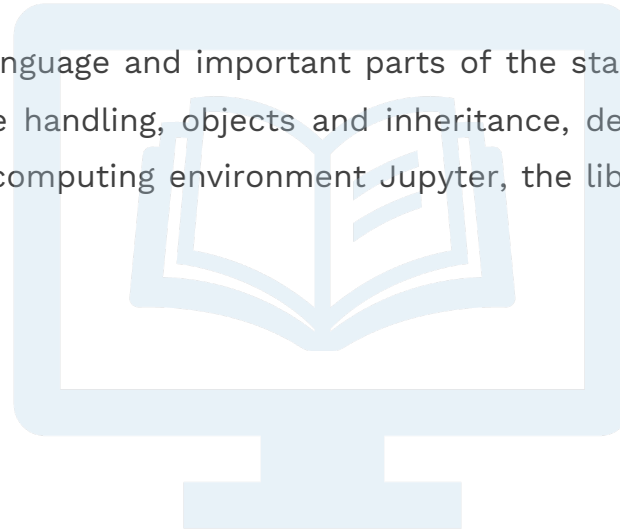 nguage and important parts of the sta
e handling, objects and inheritance, de
computing environment Jupyter, the lib